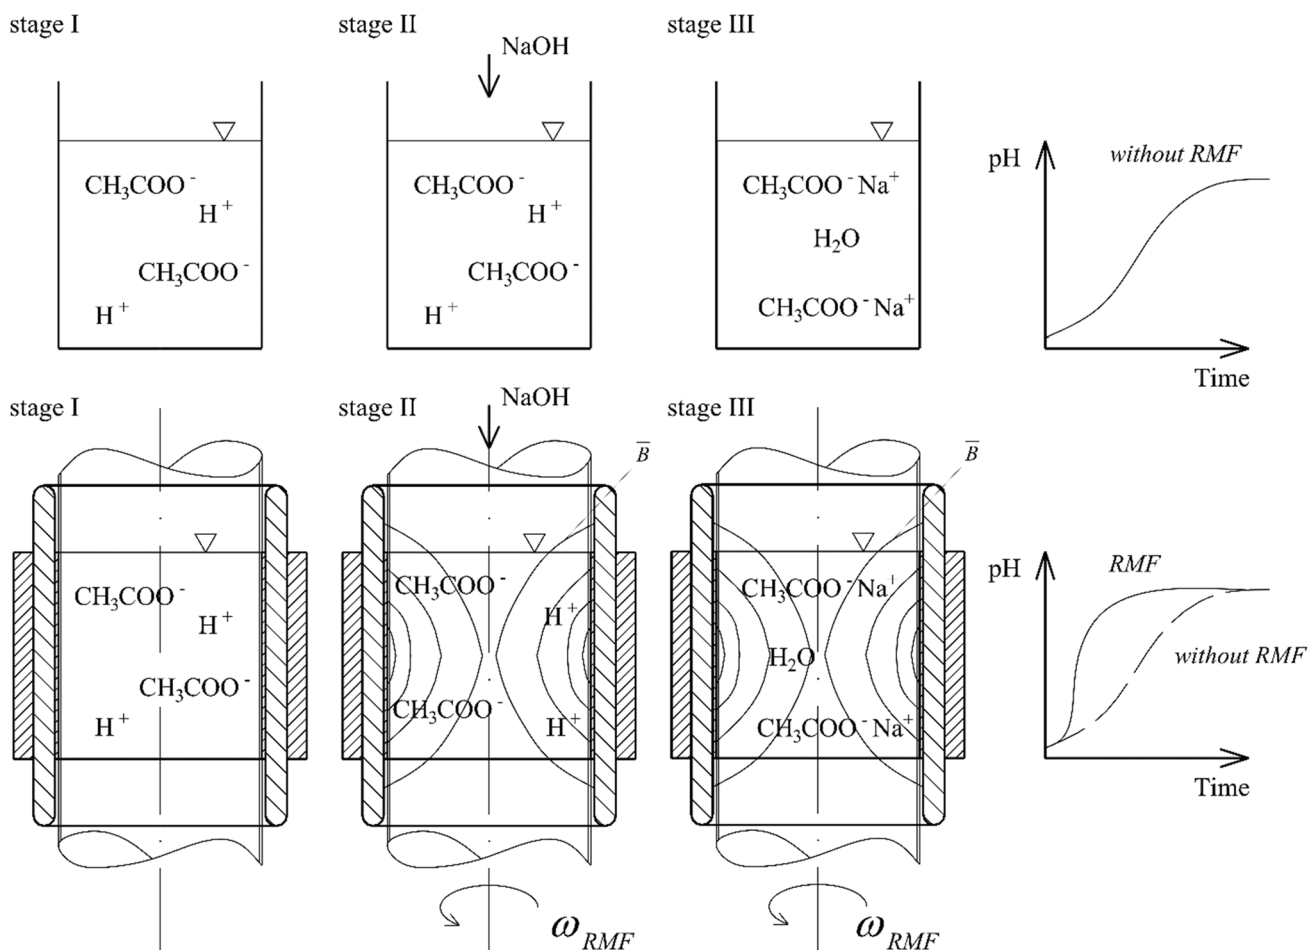 stage I
stage II
stage III
NaOH
CH₃COO⁻
H⁺
CH₃COO⁻
H⁺
CH₃COO⁻
H⁺
CH₃COO⁻
H⁺
CH₃COO⁻Na⁺
H₂O
CH₃COO⁻Na⁺
pH
without RMF
Time
stage I
stage II
stage III
NaOH
B̅
B̅
CH₃COO⁻
H⁺
CH₃COO⁻
H⁺
CH₃COO⁻
H⁺
CH₃COO⁻
H⁺
CH₃COO⁻Na⁺
H₂O
CH₃COO⁻Na⁺
pH
RMF
without RMF
Time
ω_RMF
ω_RMF